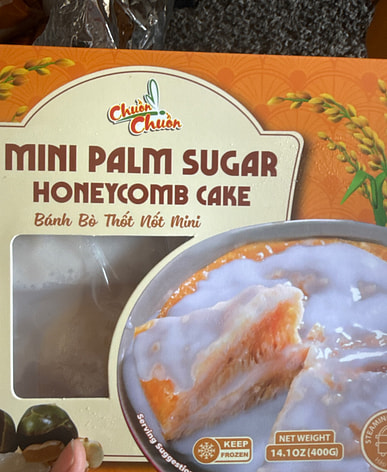 Chuồn
Chuồn
MINI PALM SUGAR
HONEYCOMB CAKE
Bánh Bò Thốt Nốt Mini
Serving Suggestion
KEEP
FROZEN
NET WEIGHT
14.1OZ (400G)